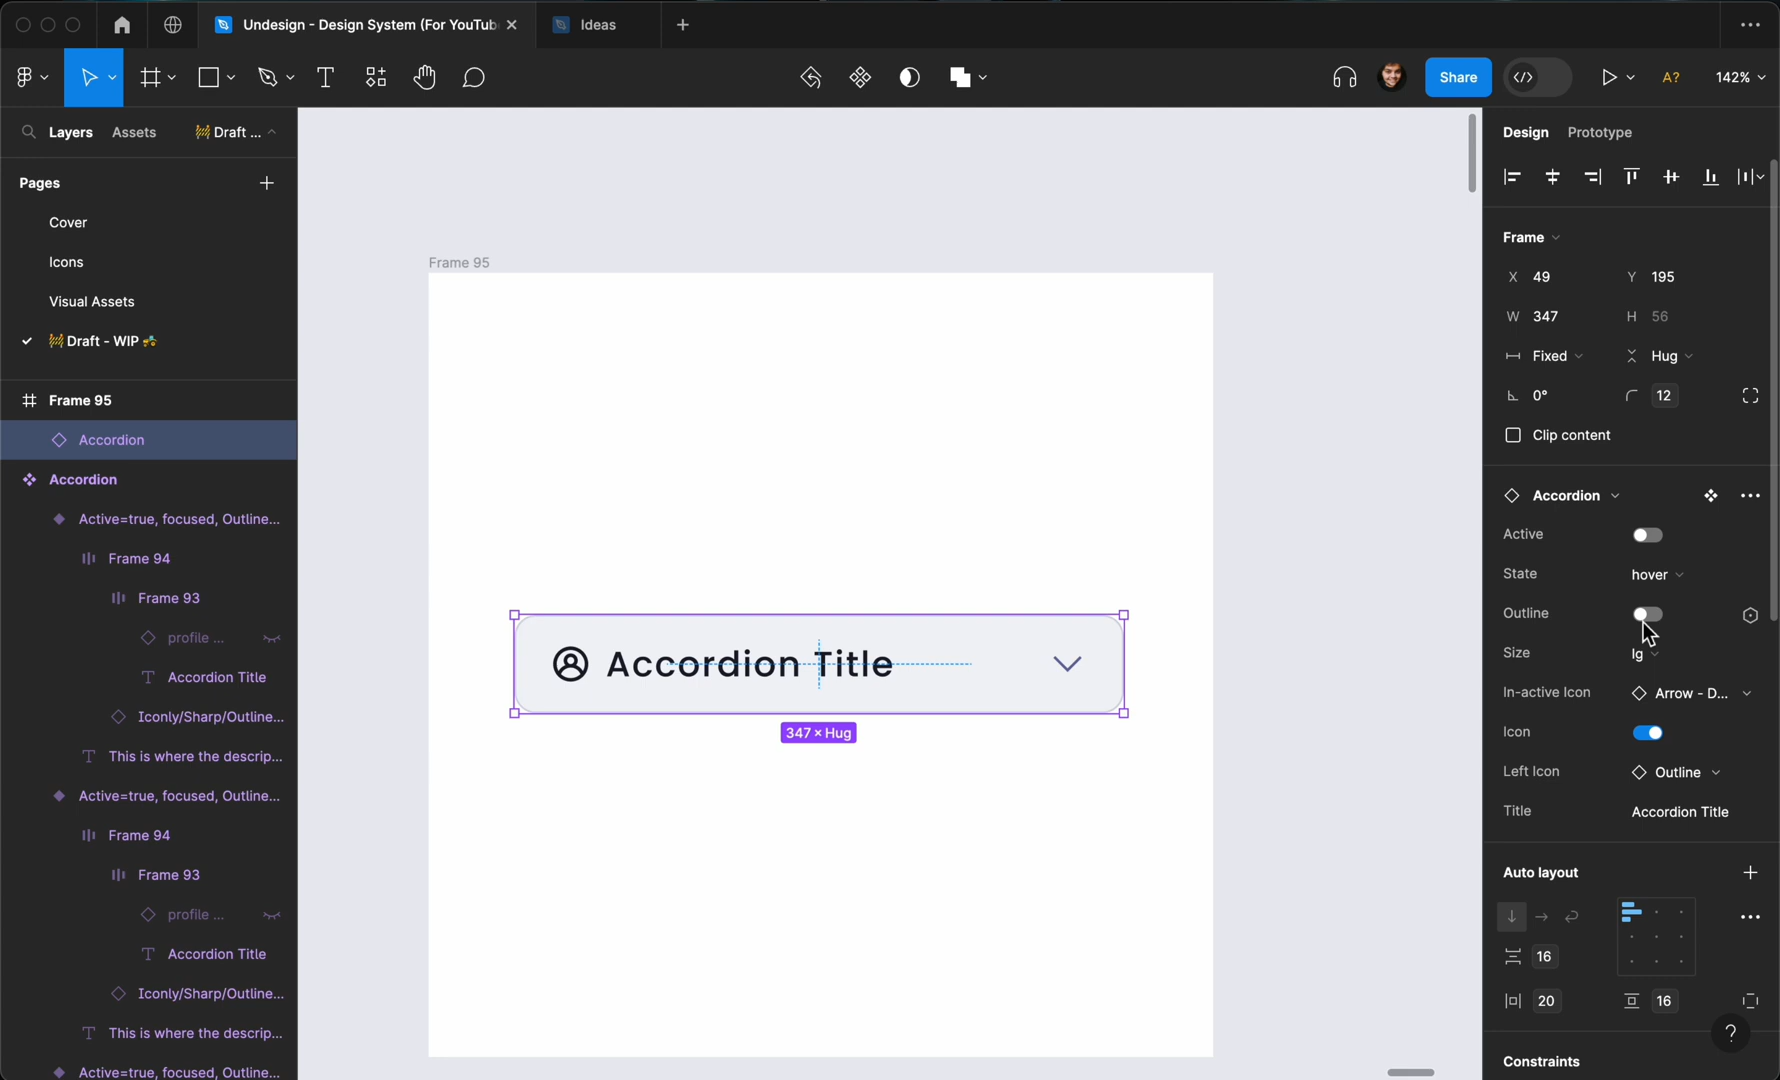 Undesign - Design System (For YouTub
Ideas
Share
A?
142%
Layers
Assets
🚧 Draft ...
Pages
Cover
Icons
Visual Assets
🚧 Draft - WIP 🚜
Frame 95
Accordion
Accordion
Active=true, focused, Outline...
Frame 94
Frame 93
profile ...
Accordion Title
Iconly/Sharp/Outline...
This is where the descrip...
Active=true, focused, Outline...
Frame 94
Frame 93
profile ...
Accordion Title
Iconly/Sharp/Outline...
This is where the descrip...
Active=true, focused, Outline...
Frame 95
Accordion Title
347 × Hug
Design
Prototype
Frame
X 49
Y 195
W 347
H 56
Fixed
Hug
0°
12
Clip content
Accordion
Active
State
hover
Outline
Size
lg
In-active Icon
Arrow - D...
Icon
Left Icon
Outline
Title
Accordion Title
Auto layout
16
20
16
?
Constraints